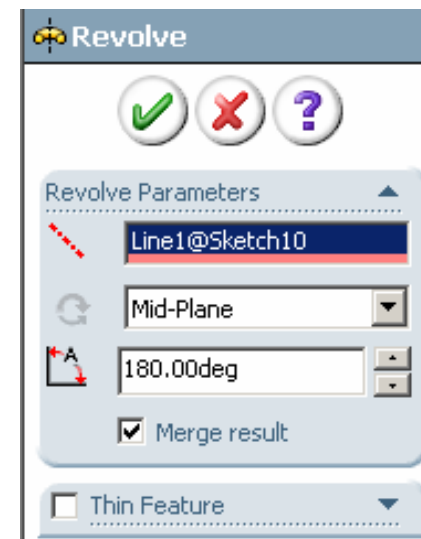 Revolve
?
Revolve Parameters
Line1@Sketch10
Mid-Plane
A
180.00deg
Merge result
Thin Feature